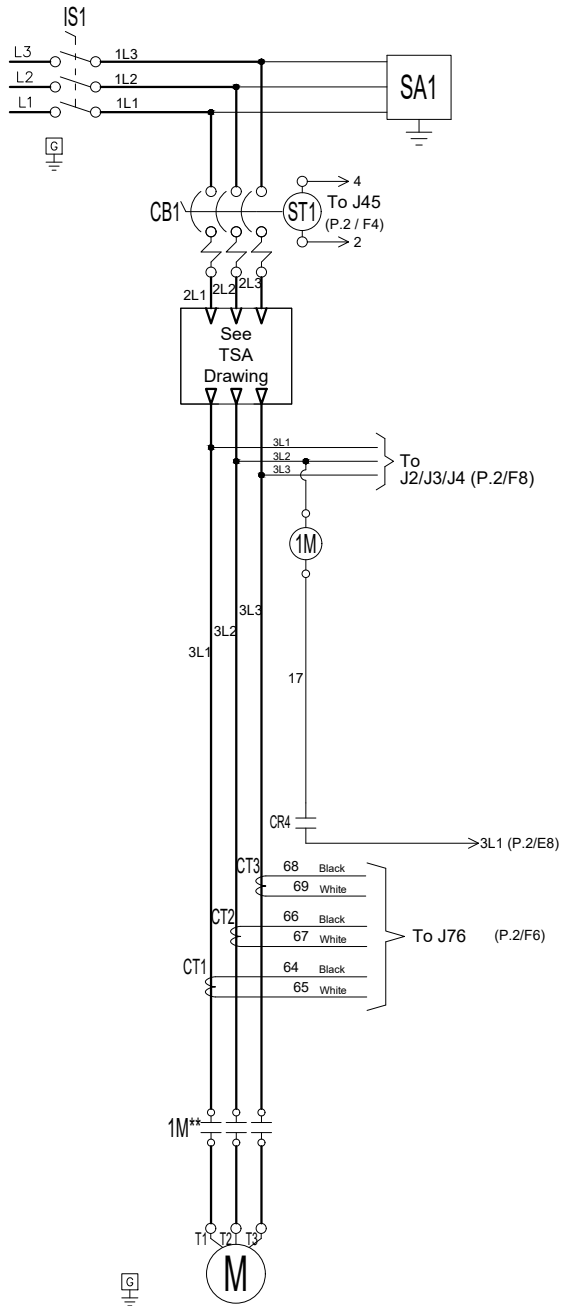 IS1
L3 1L3
L2 1L2
L1 1L1
SA1
G
CB1
ST1
4
To J45
(P.2 / F4)
2
2L1 2L2 2L3
See
TSA
Drawing
3L1
3L2
3L3
To
J2/J3/J4 (P.2/F8)
1M
3L3
3L2
3L1
17
CR4
3L1 (P.2/E8)
CT3 68 Black
69 White
CT2 66 Black
67 White
To J76 (P.2/F6)
CT1 64 Black
65 White
1M**
T1 T2 T3
M
G